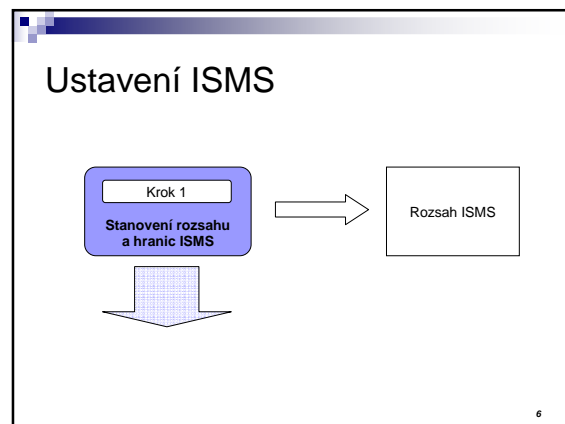 Ustavení ISMS
Krok 1
Stanovení rozsahu
a hranic ISMS
Rozsah ISMS
6